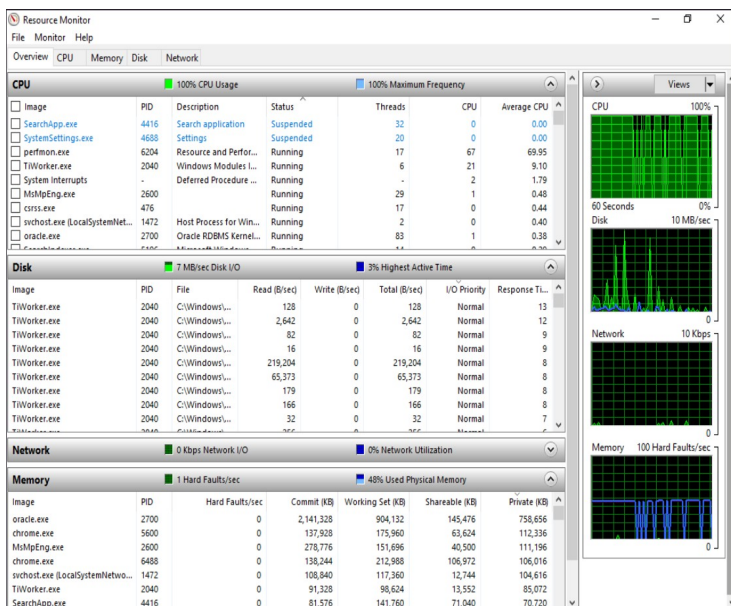 Resource Monitor
File Monitor Help
Overview CPU Memory Disk Network
CPU 100% CPU Usage 100% Maximum Frequency
Image PID Description Status Threads CPU Average CPU
SearchApp.exe 4416 Search application Suspended 32 0 0.00
SystemSettings.exe 4688 Settings Suspended 20 0 0.00
perfmon.exe 6204 Resource and Perfor... Running 17 67 69.95
TiWorker.exe 2040 Windows Modules I... Running 6 21 9.10
System Interrupts - Deferred Procedure ... Running - 2 1.79
MsMpEng.exe 2600 Running 29 1 0.48
csrss.exe 476 Running 17 0 0.44
svchost.exe (LocalSystemNet... 1472 Host Process for Win... Running 2 0 0.40
oracle.exe 2700 Oracle RDBMS Kernel... Running 83 1 0.38
Disk 7 MB/sec Disk I/O 3% Highest Active Time
Image PID File Read (B/sec) Write (B/sec) Total (B/sec) I/O Priority Response Ti...
TiWorker.exe 2040 C:\Windows\... 128 0 128 Normal 13
TiWorker.exe 2040 C:\Windows\... 2,642 0 2,642 Normal 12
TiWorker.exe 2040 C:\Windows\... 82 0 82 Normal 9
TiWorker.exe 2040 C:\Windows\... 16 0 16 Normal 9
TiWorker.exe 2040 C:\Windows\... 219,204 0 219,204 Normal 8
TiWorker.exe 2040 C:\Windows\... 65,373 0 65,373 Normal 8
TiWorker.exe 2040 C:\Windows\... 179 0 179 Normal 8
TiWorker.exe 2040 C:\Windows\... 166 0 166 Normal 8
TiWorker.exe 2040 C:\Windows\... 32 0 32 Normal 7
Network 0 Kbps Network I/O 0% Network Utilization
Memory 1 Hard Faults/sec 48% Used Physical Memory
Image PID Hard Faults/sec Commit (KB) Working Set (KB) Shareable (KB) Private (KB)
oracle.exe 2700 0 2,141,328 904,132 145,476 758,656
chrome.exe 5600 0 137,928 175,960 63,624 112,336
MsMpEng.exe 2600 0 278,776 151,696 40,500 111,196
chrome.exe 6488 0 138,244 212,988 106,972 106,016
svchost.exe (LocalSystemNetwo... 1472 0 108,840 117,360 12,744 104,616
TiWorker.exe 2040 0 91,328 98,624 13,552 85,072
SearchApp.exe 4416 0 81,576 141,760 71,040 70,720
Views
CPU 100%
60 Seconds 0%
Disk 10 MB/sec
0
Network 10 Kbps
0
Memory 100 Hard Faults/sec
0